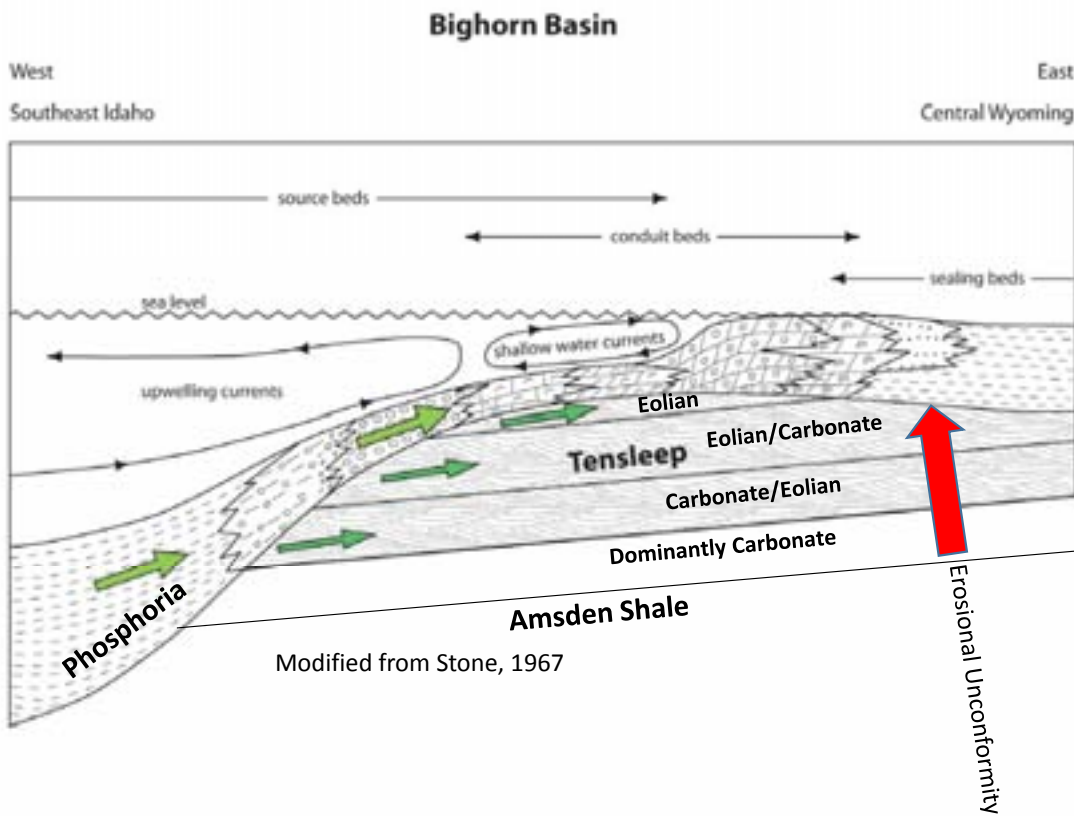 Bighorn Basin
West
East
Southeast Idaho
Central Wyoming
source beds
conduit beds
sealing beds
sea level
shallow water currents
upwelling currents
Eolian
Eolian/Carbonate
Tensleep
Carbonate/Eolian
Dominantly Carbonate
Phosphoria
Amsden Shale
Erosional Unconformity
Modified from Stone, 1967